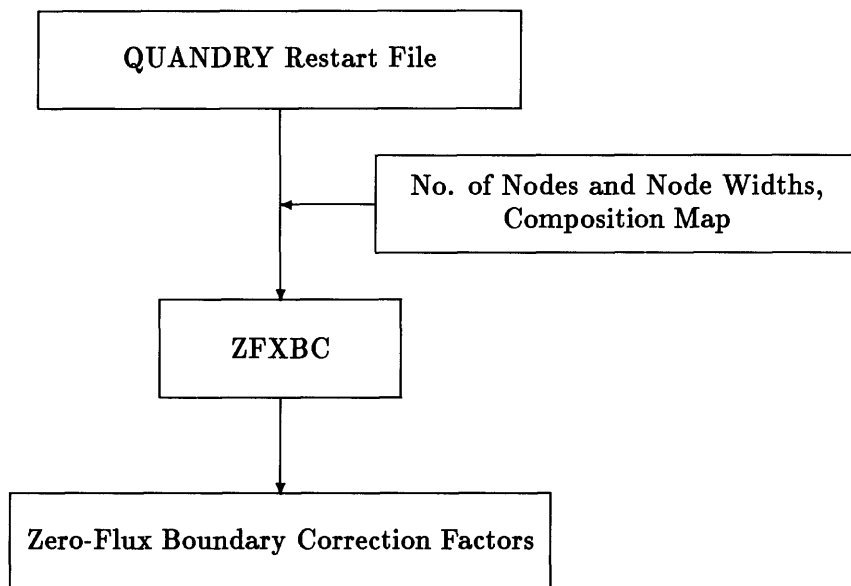 QUANDRY Restart File
No. of Nodes and Node Widths,
Composition Map
ZFXBC
Zero-Flux Boundary Correction Factors